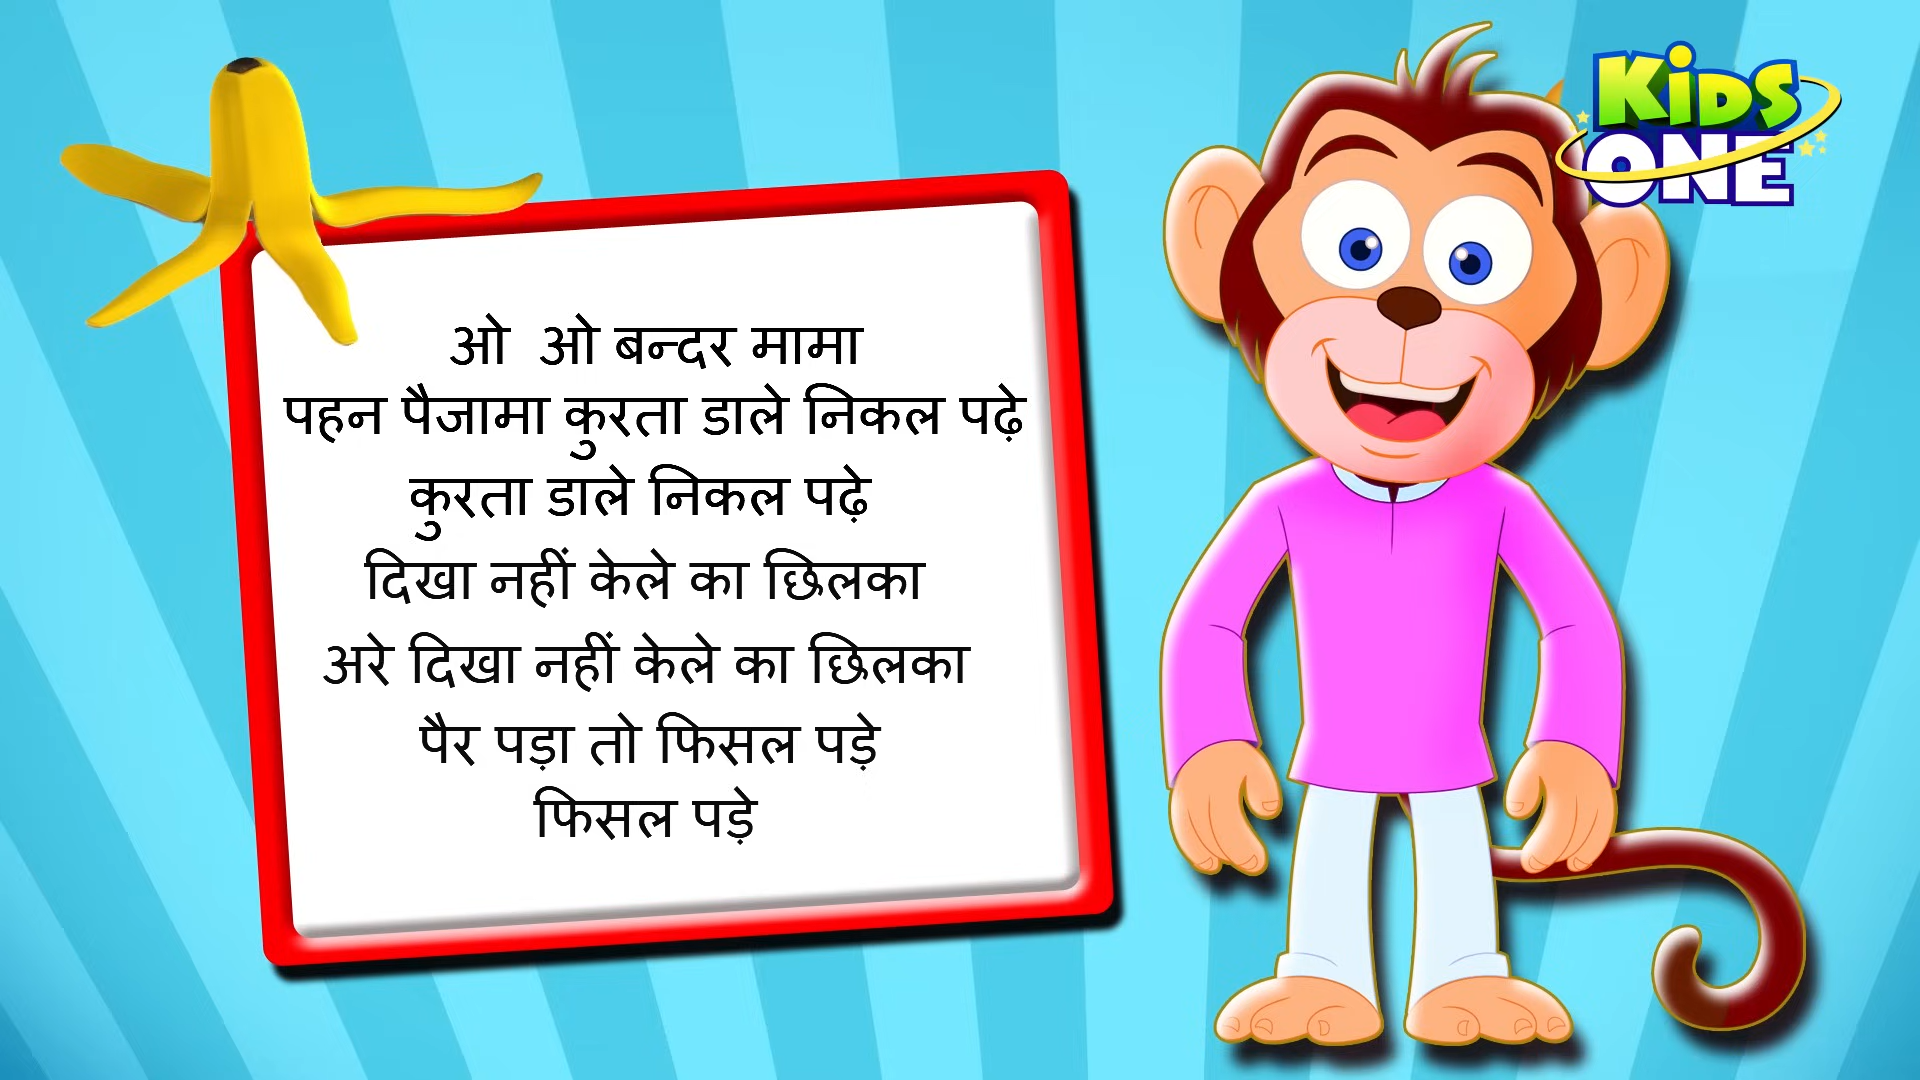 KiDS
ONE
ओ ओ बन्दर मामा
पहन पैजामा कुरता डाले निकल पढ़े
कुरता डाले निकल पढ़े
दिखा नहीं केले का छिलका
अरे दिखा नहीं केले का छिलका
पैर पड़ा तो फिसल पड़े
फिसल पड़े